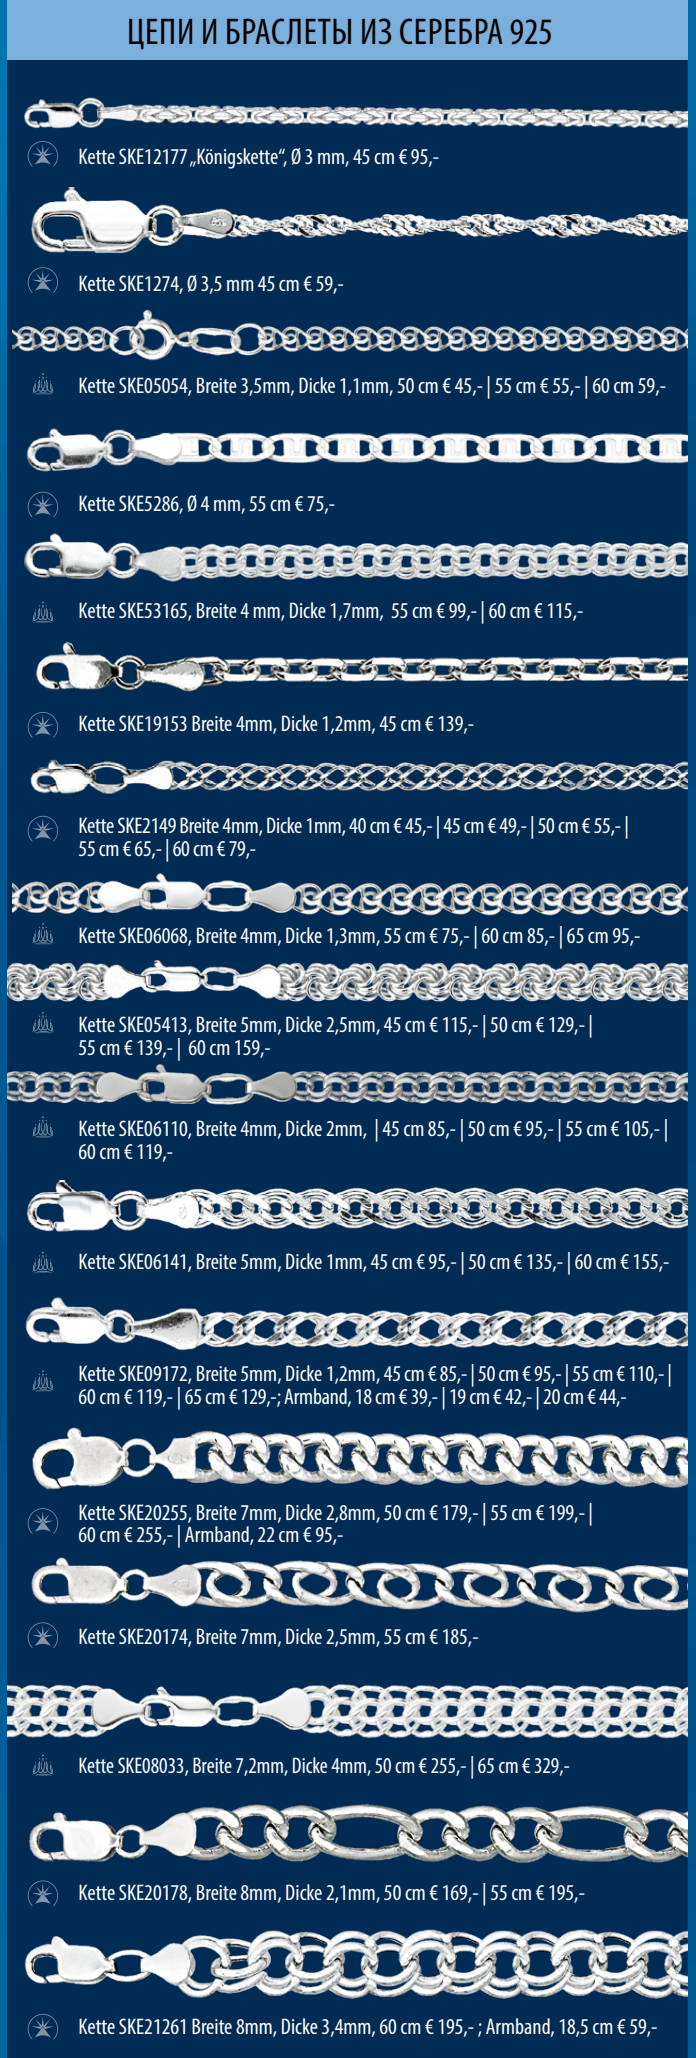 ЦЕПИ И БРАСЛЕТЫ ИЗ СЕРЕБРА 925
Kette SKE12177 „Königskette“, Ø 3 mm, 45 cm € 95,-
Kette SKE1274, Ø 3,5 mm 45 cm € 59,-
Kette SKE05054, Breite 3,5mm, Dicke 1,1mm, 50 cm € 45,- | 55 cm € 55,- | 60 cm 59,-
Kette SKE5286, Ø 4 mm, 55 cm € 75,-
Kette SKE53165, Breite 4 mm, Dicke 1,7mm, 55 cm € 99,- | 60 cm € 115,-
Kette SKE19153 Breite 4mm, Dicke 1,2mm, 45 cm € 139,-
Kette SKE2149 Breite 4mm, Dicke 1mm, 40 cm € 45,- | 45 cm € 49,- | 50 cm € 55,- |
55 cm € 65,- | 60 cm € 79,-
Kette SKE06068, Breite 4mm, Dicke 1,3mm, 55 cm € 75,- | 60 cm 85,- | 65 cm 95,-
Kette SKE05413, Breite 5mm, Dicke 2,5mm, 45 cm € 115,- | 50 cm € 129,- |
55 cm € 139,- | 60 cm 159,-
Kette SKE06110, Breite 4mm, Dicke 2mm, | 45 cm 85,- | 50 cm € 95,- | 55 cm € 105,- |
60 cm € 119,-
Kette SKE06141, Breite 5mm, Dicke 1mm, 45 cm € 95,- | 50 cm € 135,- | 60 cm € 155,-
Kette SKE09172, Breite 5mm, Dicke 1,2mm, 45 cm € 85,- | 50 cm € 95,- | 55 cm € 110,- |
60 cm € 119,- | 65 cm € 129,-; Armband, 18 cm € 39,- | 19 cm € 42,- | 20 cm € 44,-
Kette SKE20255, Breite 7mm, Dicke 2,8mm, 50 cm € 179,- | 55 cm € 199,- |
60 cm € 255,- | Armband, 22 cm € 95,-
Kette SKE20174, Breite 7mm, Dicke 2,5mm, 55 cm € 185,-
Kette SKE08033, Breite 7,2mm, Dicke 4mm, 50 cm € 255,- | 65 cm € 329,-
Kette SKE20178, Breite 8mm, Dicke 2,1mm, 50 cm € 169,- | 55 cm € 195,-
Kette SKE21261 Breite 8mm, Dicke 3,4mm, 60 cm € 195,- ; Armband, 18,5 cm € 59,-